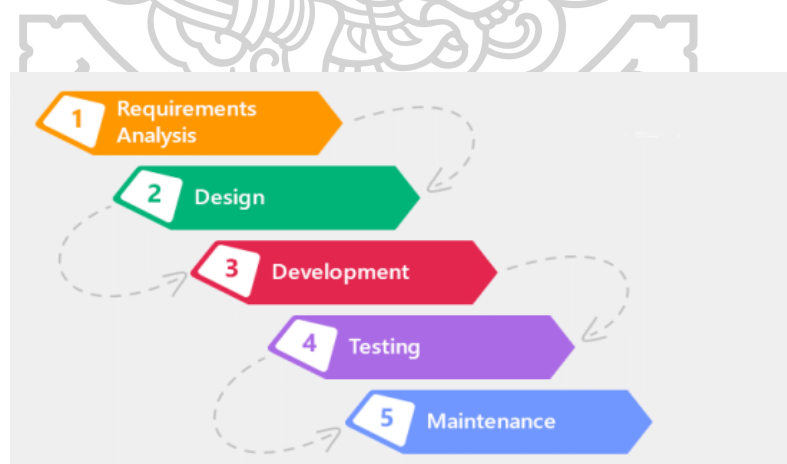 1
Requirements
Analysis
2
Design
3
Development
4
Testing
5
Maintenance